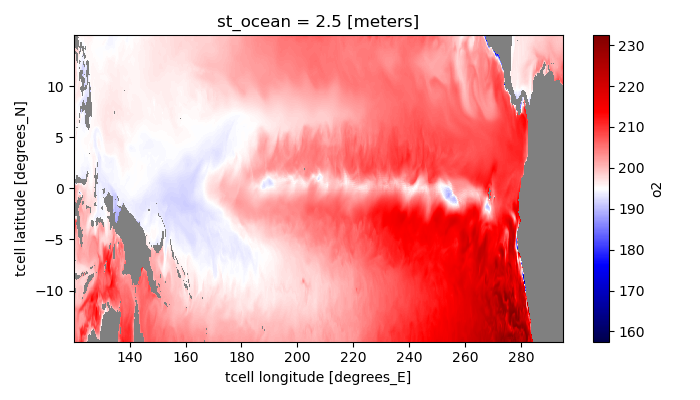 st_ocean = 2.5 [meters]
tcell latitude [degrees_N]
10
5
0
−5
−10
140 160 180 200 220 240 260 280
tcell longitude [degrees_E]
230
220
210
200
190
180
170
160
o2